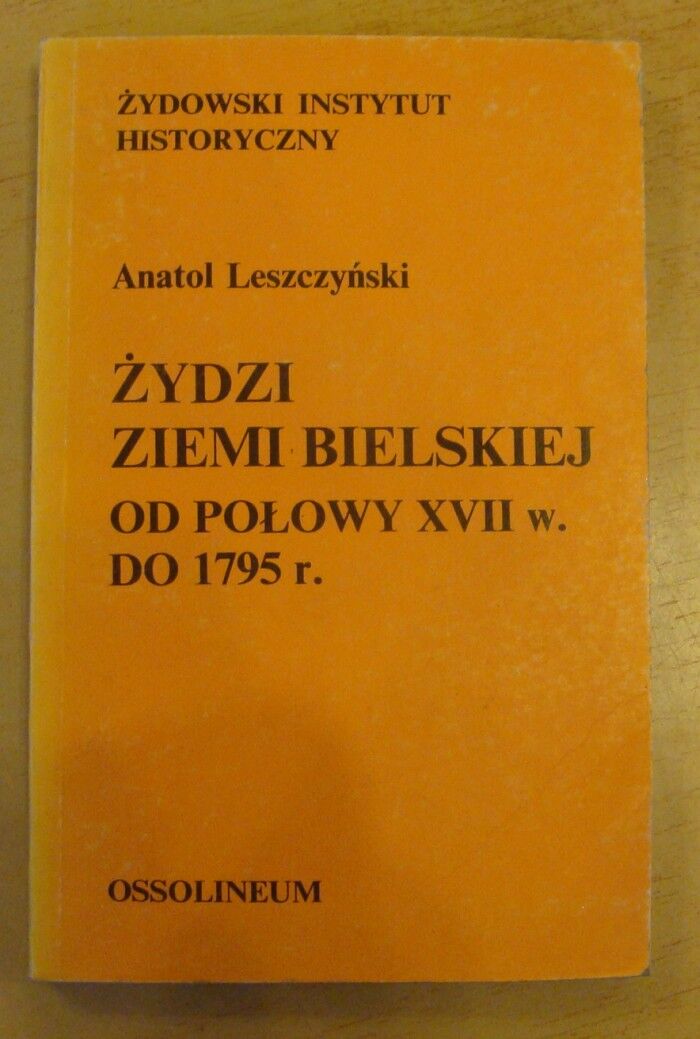 ŻYDOWSKI INSTYTUT
HISTORYCZNY
Anatol Leszczyński
ŻYDZI
ZIEMI BIELSKIEJ
OD POŁOWY XVII w.
DO 1795 r.
OSSOLINEUM